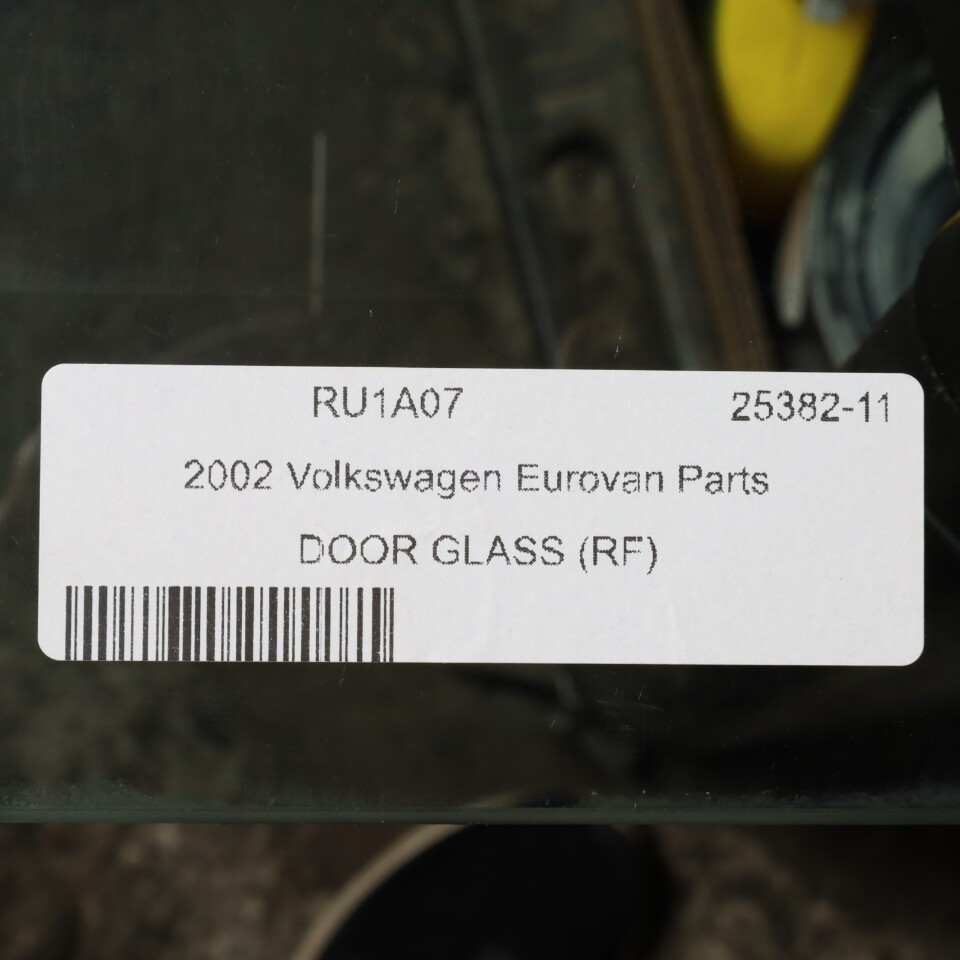 RU1A07 25382-11
2002 Volkswagen Eurovan Parts
DOOR GLASS (RF)